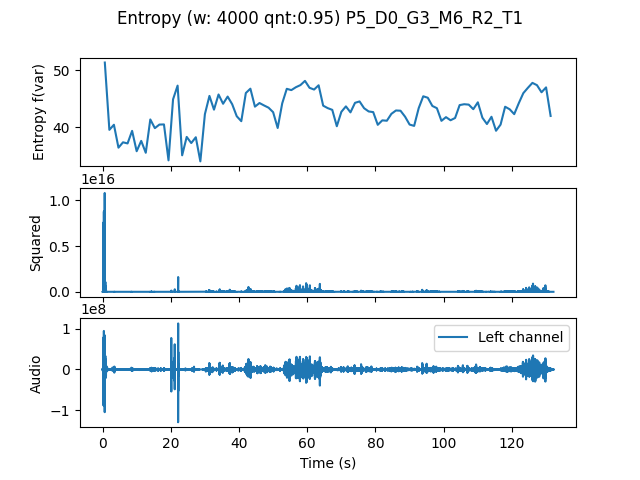 Entropy (w: 4000 qnt:0.95) P5_D0_G3_M6_R2_T1
50
40
Entropy f(var)
1e16
1.0
0.5
0.0
Squared
1e8
1
0
−1
Audio
Left channel
0 20 40 60 80 100 120
Time (s)